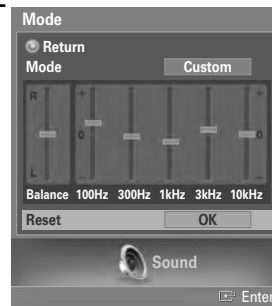 Mode
Return
Mode Custom
R + +
0 0
L - -
Balance 100Hz 300Hz 1kHz 3kHz 10kHz
Reset OK
Sound
Enter